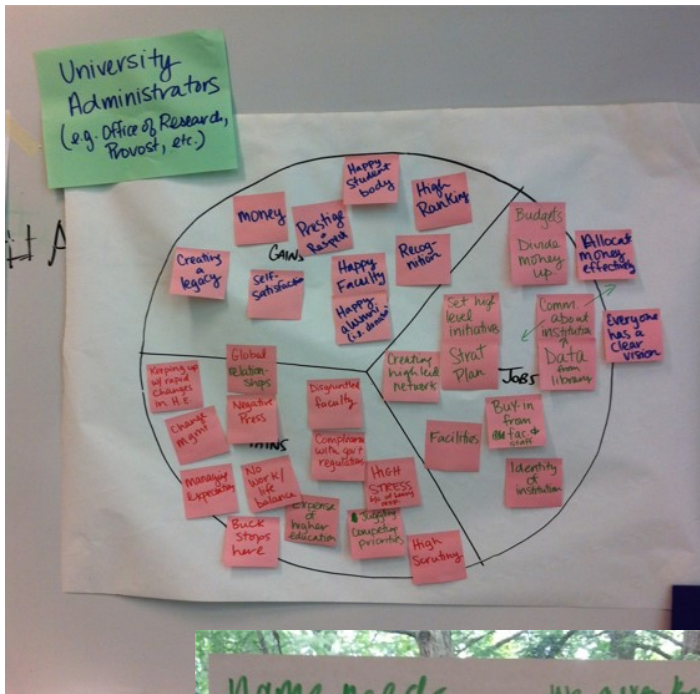 University
Administrators
(e.g. Office of Research,
Provost, etc.)
Happy
Student
body
High
Ranking
Money
Prestige
Respect
GAINS
Creating
a
legacy
Self-
Satisfaction
Happy
Faculty
Happy
alumni
Recog-
nition
Budgets
Divide
money
up
Allocate
money
effectively
Set high
level
initiatives
Strat
Plan
Comm.
about
institution
Data
from
library
Everyone
has a
clear
vision
Creating
high level
network
JOBS
Facilities
Buy-in
from
fac &
staff
Identity
of
institution
Keeping up
w/ rapid
changes
in H.E.
Global
relation-
ships
Negative
Press
Change
mgmt
Disgruntled
faculty
Compliance
with gov't
regulations
Managing
expectations
No
work/
life
balance
HIGH
STRESS
Buck
Stops
here
Expense
of
higher
education
Juggling
competing
priorities
High
Scrutiny